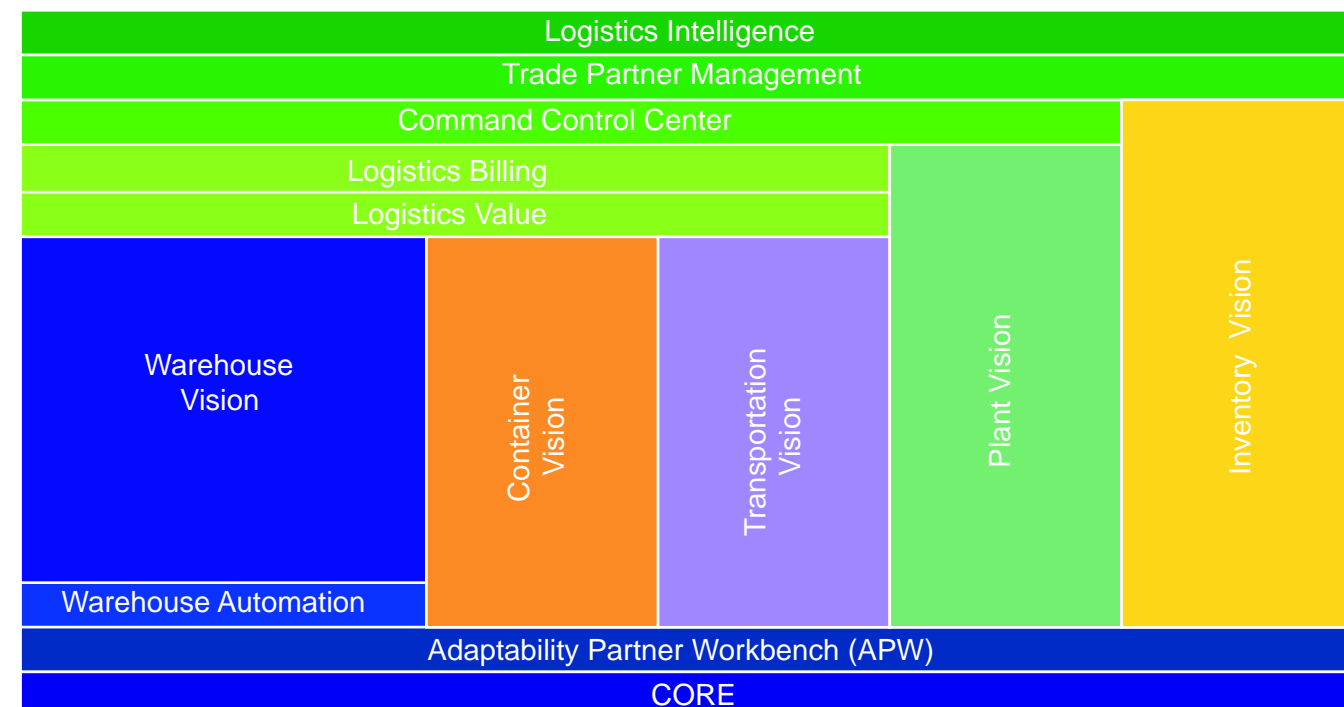 Logistics Intelligence
Trade Partner Management
Command Control Center
Logistics Billing
Logistics Value
Warehouse
Vision
Container
Vision
Transportation
Vision
Plant Vision
Inventory  Vision
Warehouse Automation
Adaptability Partner Workbench (APW)
CORE